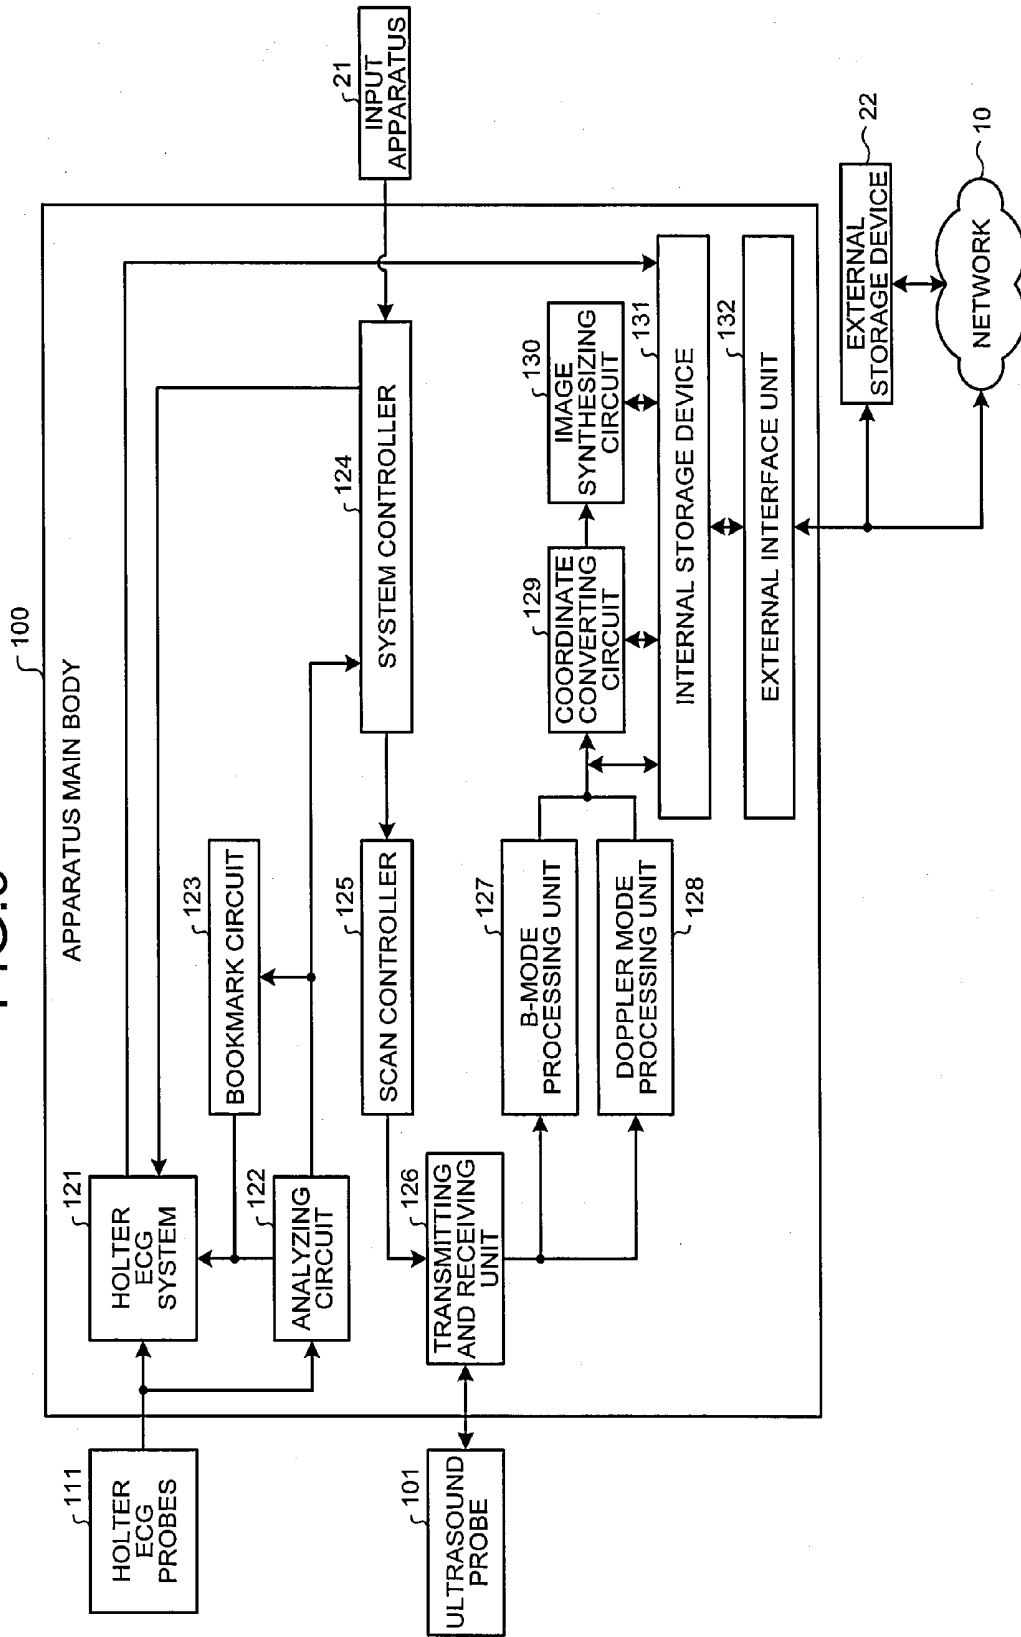 100
APPARATUS MAIN BODY
111
HOLTER
ECG
PROBES
121
HOLTER
ECG
SYSTEM
122
ANALYZING
CIRCUIT
123
BOOKMARK CIRCUIT
124
SYSTEM CONTROLLER
21
INPUT
APPARATUS
125
SCAN CONTROLLER
101
ULTRASOUND
PROBE
126
TRANSMITTING
AND RECEIVING
UNIT
127
B-MODE
PROCESSING UNIT
DOPPLER MODE
PROCESSING UNIT
128
129
COORDINATE
CONVERTING
CIRCUIT
130
IMAGE
SYNTHESIZING
CIRCUIT
131
INTERNAL STORAGE DEVICE
132
EXTERNAL INTERFACE UNIT
22
EXTERNAL
STORAGE DEVICE
10
NETWORK